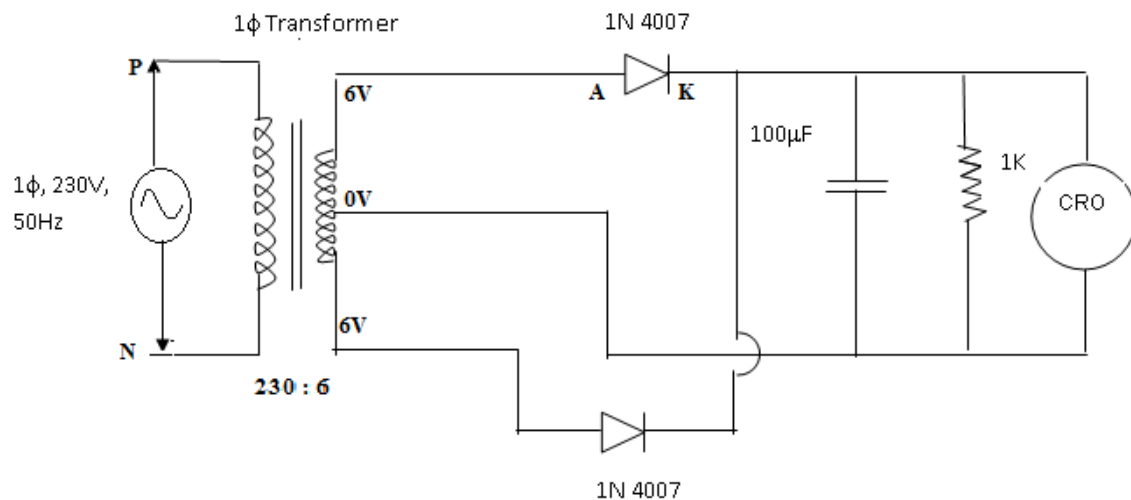 1ϕ Transformer
1N 4007
P
6V
A
K
100μF
1K
1ϕ, 230V,
50Hz
0V
CRO
6V
N
230 : 6
1N 4007